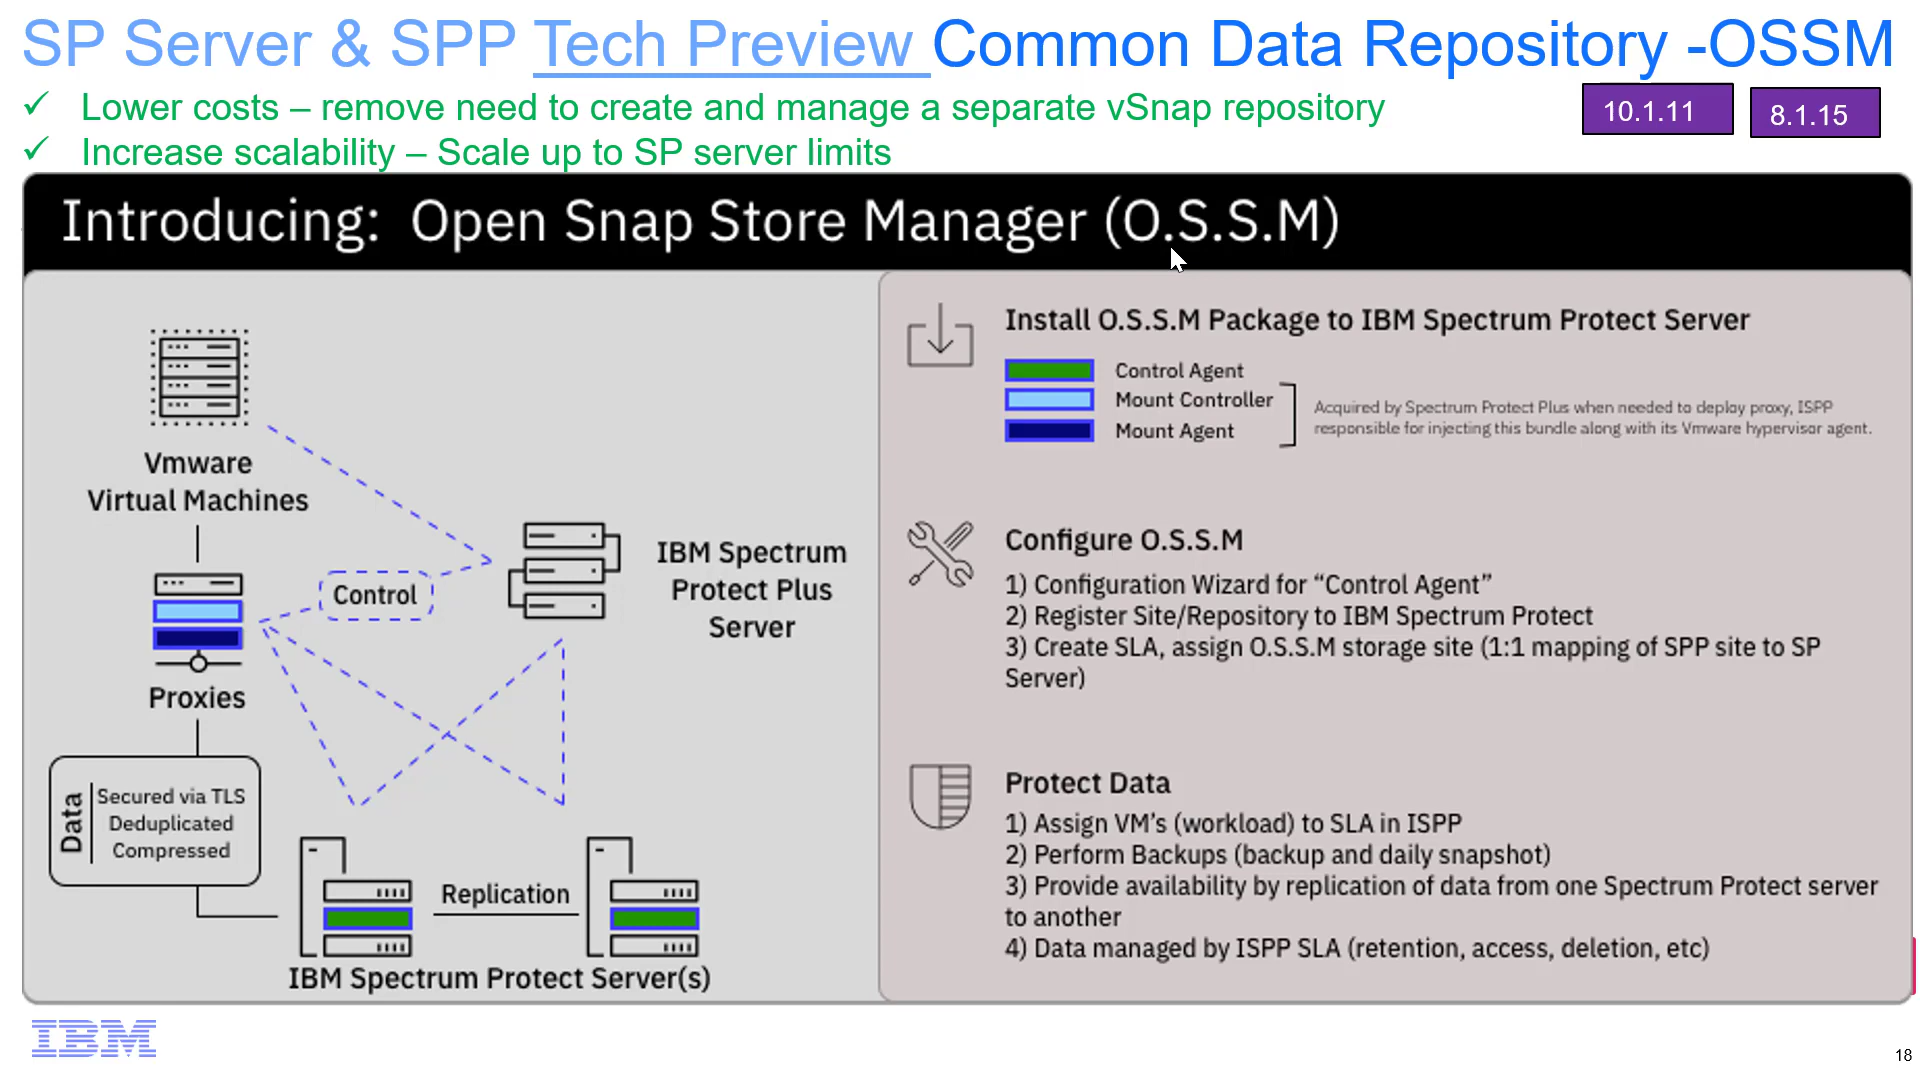 SP Server & SPP Tech Preview Common Data Repository -OSSM
✓ Lower costs – remove need to create and manage a separate vSnap repository
10.1.11
8.1.15
✓ Increase scalability – Scale up to SP server limits
Introducing: Open Snap Store Manager (O.S.S.M)
Vmware
Virtual Machines
Control
IBM Spectrum
Protect Plus
Server
Proxies
Data
Secured via TLS
Deduplicated
Compressed
Replication
IBM Spectrum Protect Server(s)
Install O.S.S.M Package to IBM Spectrum Protect Server
Control Agent
Mount Controller
Mount Agent
Acquired by Spectrum Protect Plus when needed to deploy proxy, ISPP
responsible for injecting this bundle along with its Vmware hypervisor agent.
Configure O.S.S.M
1) Configuration Wizard for “Control Agent”
2) Register Site/Repository to IBM Spectrum Protect
3) Create SLA, assign O.S.S.M storage site (1:1 mapping of SPP site to SP
Server)
Protect Data
1) Assign VM's (workload) to SLA in ISPP
2) Perform Backups (backup and daily snapshot)
3) Provide availability by replication of data from one Spectrum Protect server
to another
4) Data managed by ISPP SLA (retention, access, deletion, etc)
IBM
18